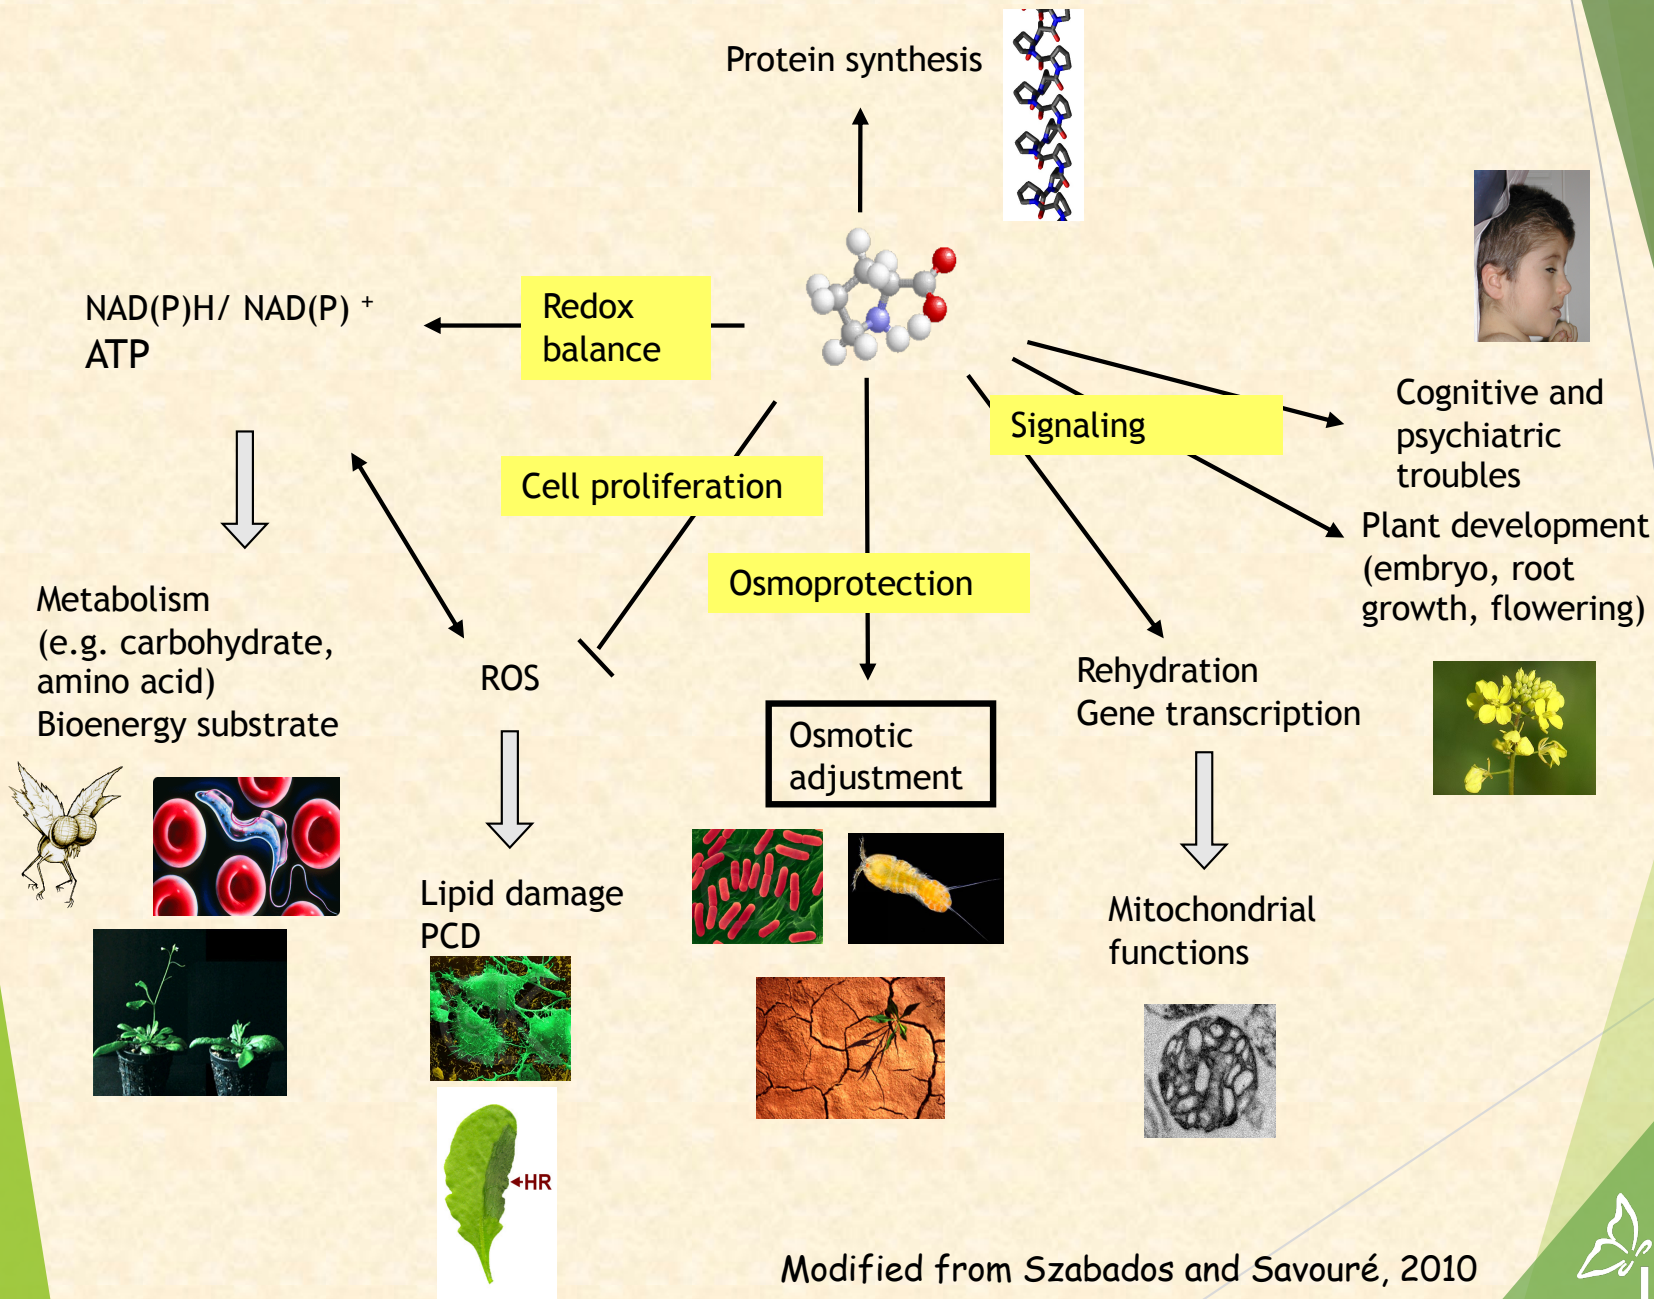 Protein synthesis
NAD(P)H/ NAD(P) +
ATP
Redox
balance
Cognitive and
psychiatric
troubles
Signaling
Cell proliferation
Plant development
(embryo, root
growth, flowering)
Osmoprotection
Metabolism
(e.g. carbohydrate,
amino acid)
Bioenergy substrate
ROS
Rehydration
Gene transcription
Osmotic
adjustment
Lipid damage
PCD
Mitochondrial
functions
HR
Modified from Szabados and Savouré, 2010